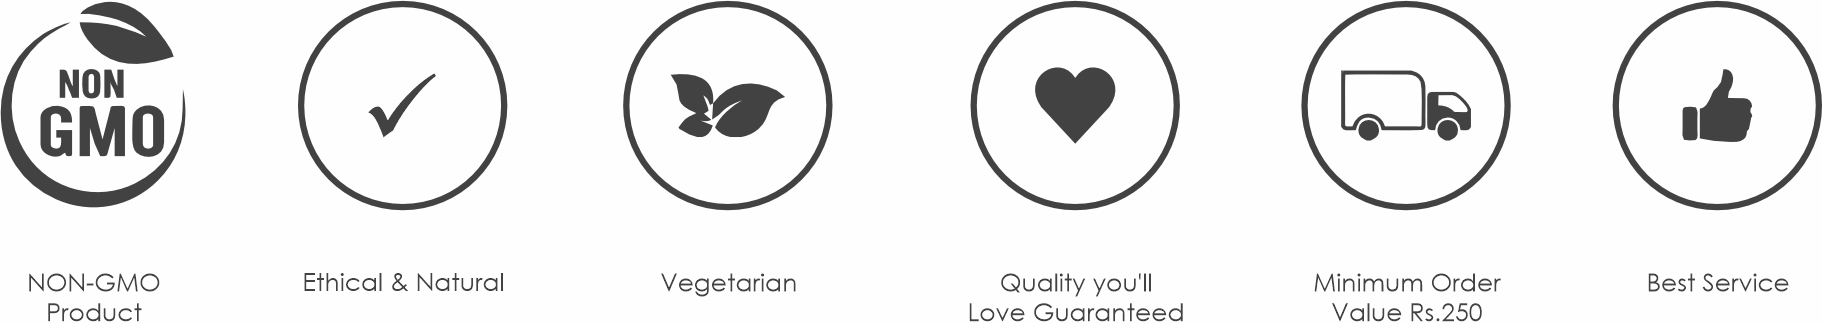 NON
GMO
NON-GMO
Product
Ethical & Natural
Vegetarian
Quality you'll
Love Guaranteed
Minimum Order
Value Rs.250
Best Service